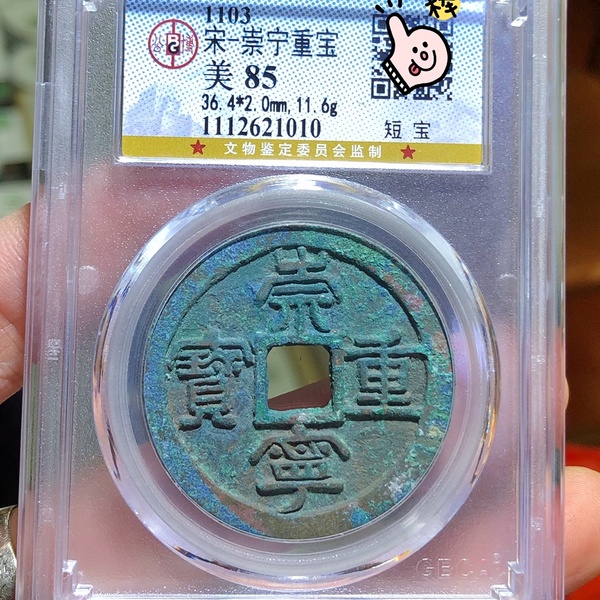 1103
宋-崇宁重宝
美 85
36.4*2.0mm, 11.6g
1112621010
短 宝
★ 文物鉴定委员会监制 ★
崇
寶 重
寧